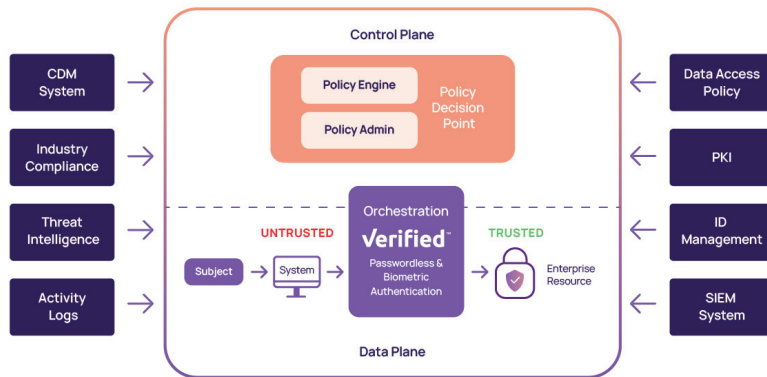 Control Plane
CDM
System
Industry
Compliance
Threat
Intelligence
Activity
Logs
Policy Engine
Policy Admin
Policy
Decision
Point
UNTRUSTED
Subject
System
Orchestration
Verified™
Passwordless &
Biometric
Authentication
TRUSTED
Enterprise
Resource
Data Plane
Data Access
Policy
PKI
ID
Management
SIEM
System